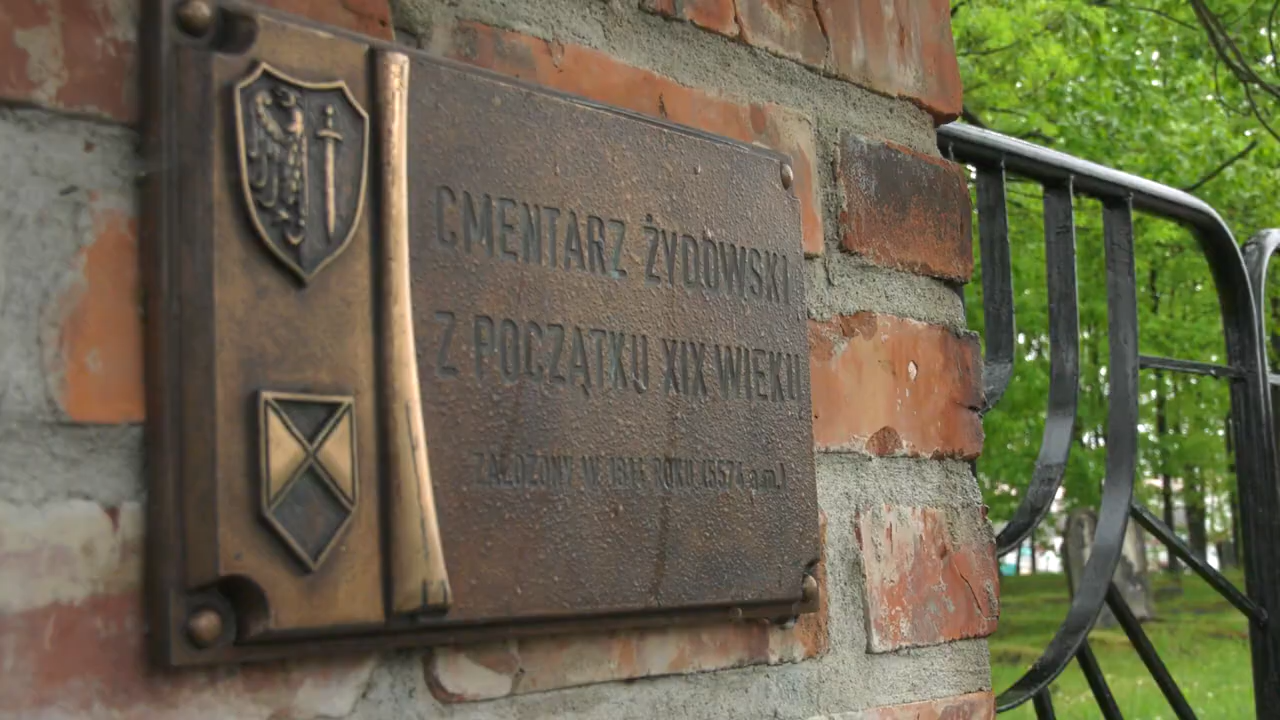 CMENTARZ ŻYDOWSKI
Z POCZĄTKU XIX WIEKU
ZAŁOŻONY W 1814 ROKU (5574 a.m.)